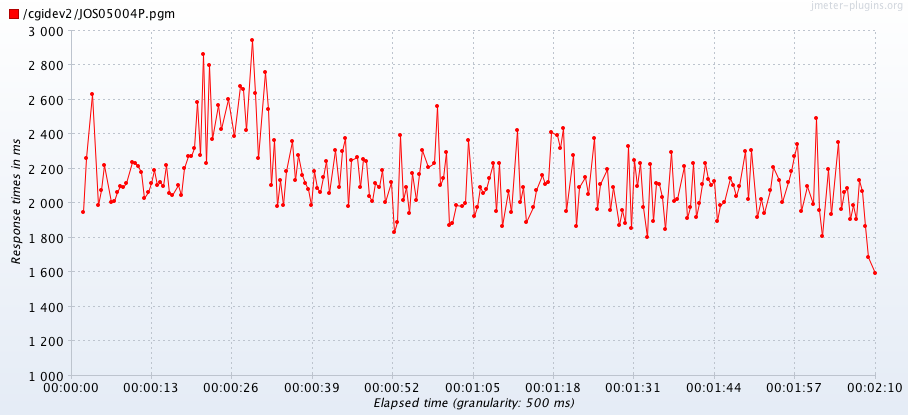 /cgidev2/JOS05004P.pgm
jmeter-plugins.org
3 000
2 800
2 600
2 400
2 200
2 000
1 800
1 600
1 400
1 200
1 000
Response times in ms
00:00:00 00:00:13 00:00:26 00:00:39 00:00:52 00:01:05 00:01:18 00:01:31 00:01:44 00:01:57 00:02:10
Elapsed time (granularity: 500 ms)